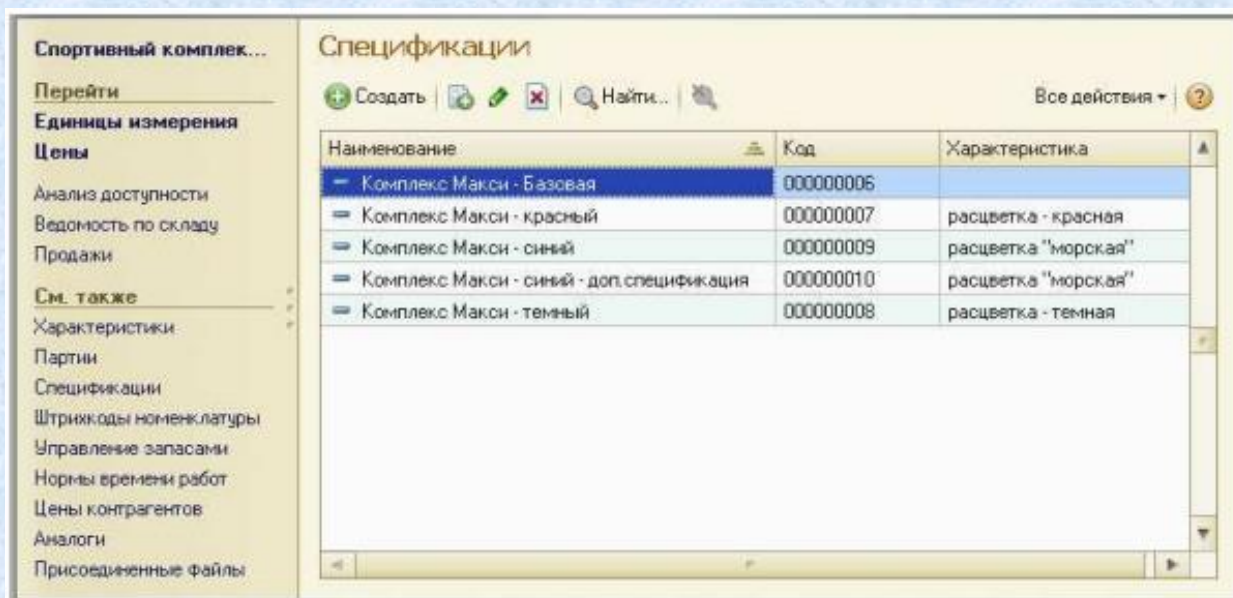 Спортивный комплек...
Перейти
Единицы измерения
Цены
Анализ доступности
Ведомость по складу
Продажи
См. также
Характеристики
Партии
Спецификации
Штрихкоды номенклатуры
Управление запасами
Нормы времени работ
Цены контрагентов
Аналоги
Присоединенные файлы
Спецификации
Создать Найти... Все действия
Наименование Код Характеристика
Комплекс Макси - Базовая 000000006
Комплекс Макси - красный 000000007 расцветка - красная
Комплекс Макси - синий 000000009 расцветка "морская"
Комплекс Макси - синий - доп.спецификация 000000010 расцветка "морская"
Комплекс Макси - темный 000000008 расцветка - темная